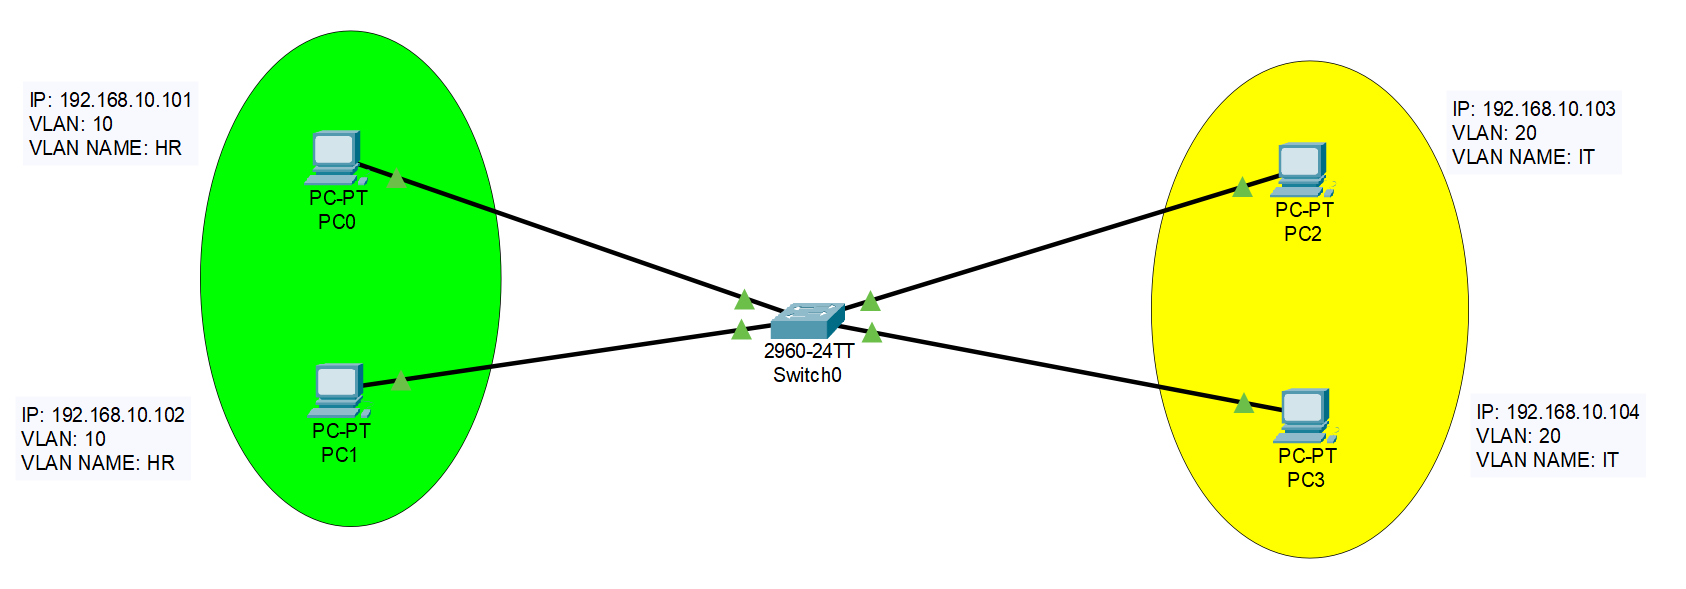 IP: 192.168.10.101
VLAN: 10
VLAN NAME: HR
PC-PT
PC0
IP: 192.168.10.103
VLAN: 20
VLAN NAME: IT
PC-PT
PC2
2960-24TT
Switch0
IP: 192.168.10.102
VLAN: 10
VLAN NAME: HR
PC-PT
PC1
IP: 192.168.10.104
VLAN: 20
VLAN NAME: IT
PC-PT
PC3